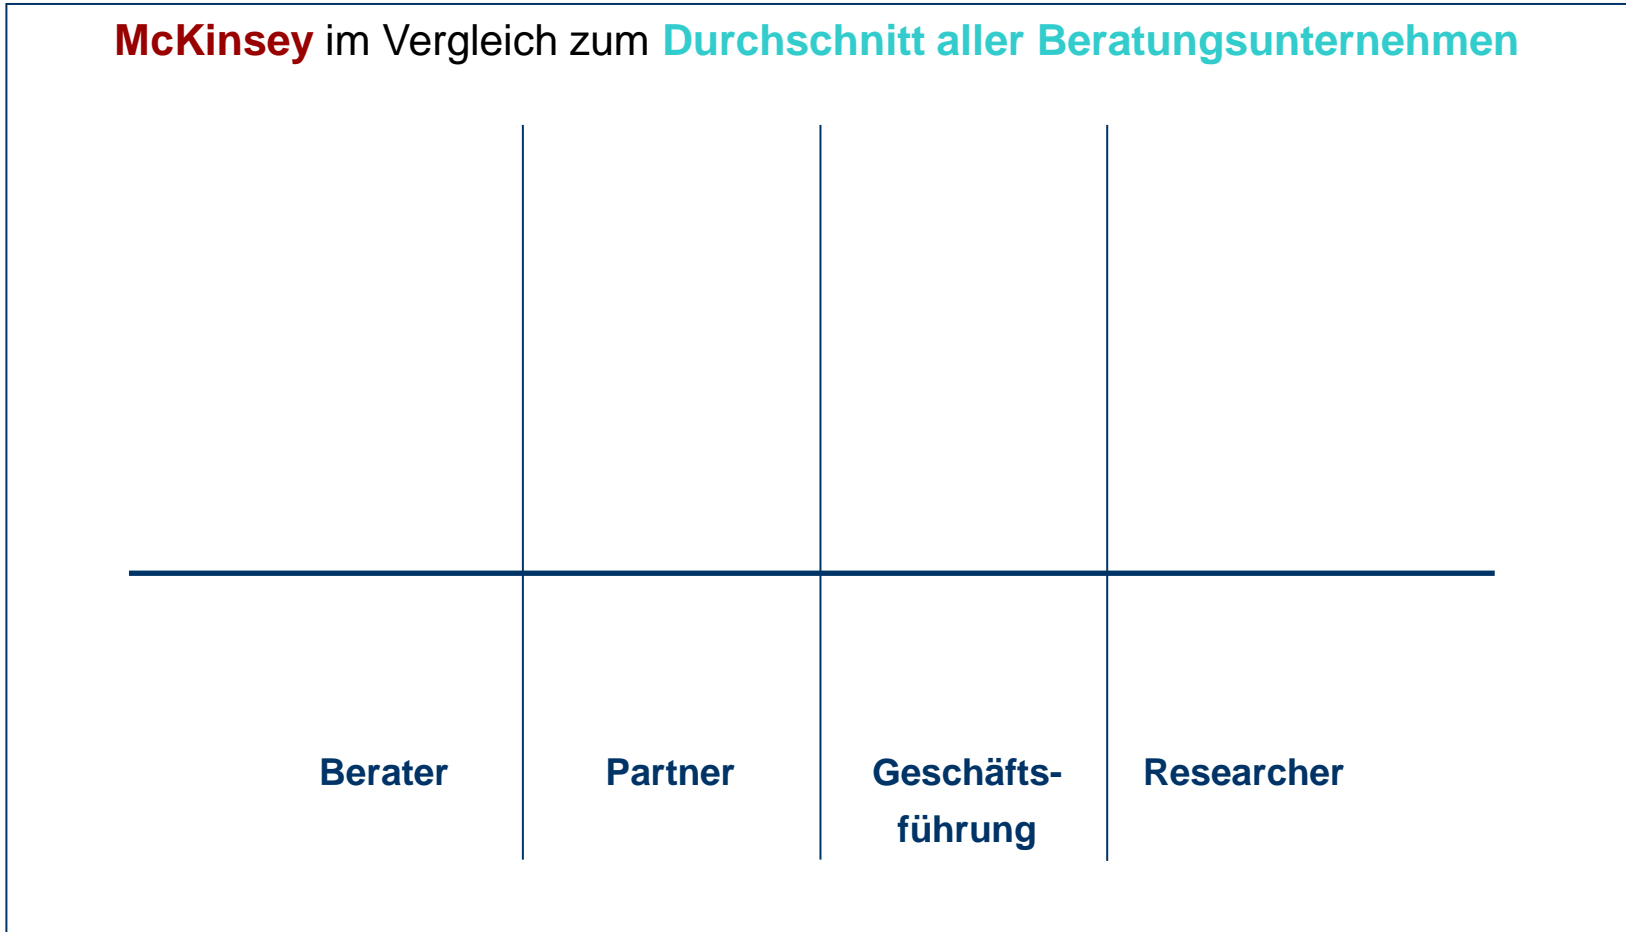 McKinsey im Vergleich zum Durchschnitt aller Beratungsunternehmen
Berater Partner Geschäfts- Researcher
führung